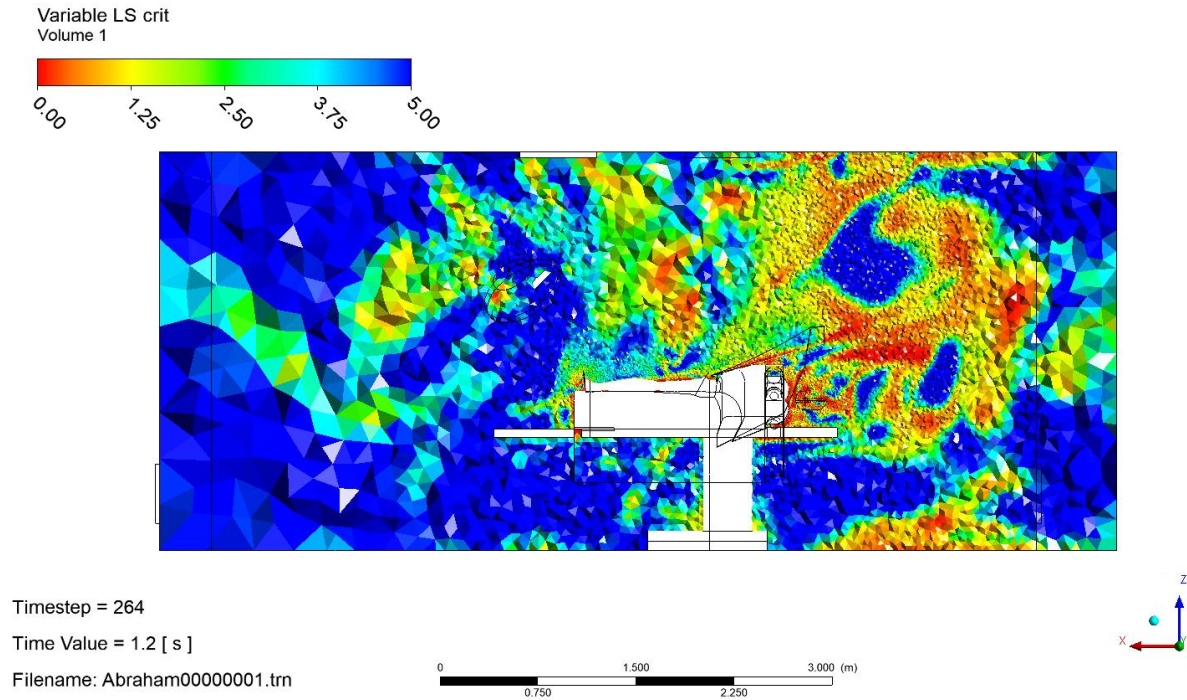 Variable LS crit
Volume 1
0.00 1.25 2.50 3.75 5.00
Timestep = 264
Time Value = 1.2 [ s ]
Filename: Abraham00000001.trn
0 1.500 3.000 (m)
0.750 2.250
Z
X
Y